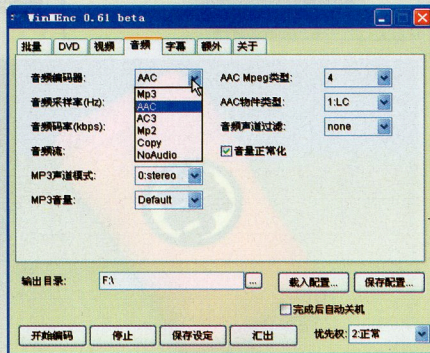 WinMEnc 0.61 beta
批量 DVD 视频 音频 字幕 额外 关于
音频编码器: AAC AAC Mpeg类型: 4
Mp3
音频采样率(Hz): AAC AAC物件类型: 1:LC
AC3
音频码率(kbps): Mp2 音频声道过滤: none
Copy
音频流: NoAudio 音量正常化
MP3声道模式: 0:stereo
MP3音量: Default
输出目录: F:\ ... 载入配置... 保存配置...
完成后自动关机
开始编码 停止 保存设定 汇出 优先权: 2:正常